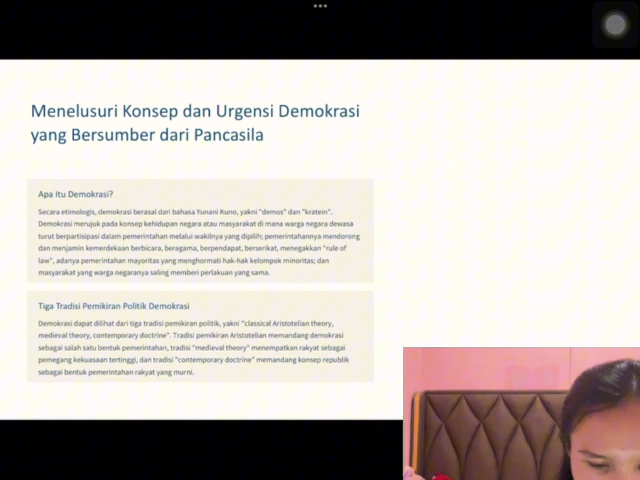 Menelusuri Konsep dan Urgensi Demokrasi
yang Bersumber dari Pancasila
Apa Itu Demokrasi?
Secara etimologis, demokrasi berasal dari bahasa Yunani Kuno, yakni "demos" dan "kratein".
Demokrasi merujuk pada konsep kehidupan negara atau masyarakat di mana warga negara dewasa
turut berpartisipasi dalam pemerintahan melalui wakilnya yang dipilih; pemerintahannya mendorong
dan menjamin kemerdekaan berbicara, beragama, berpendapat, berserikat, menegakkan "rule of
law", adanya pemerintahan mayoritas yang menghormati hak-hak kelompok minoritas; dan
masyarakat yang warga negaranya saling memberi perlakuan yang sama.
Tiga Tradisi Pemikiran Politik Demokrasi
Demokrasi dapat dilihat dari tiga tradisi pemikiran politik, yakni "classical Aristotelian theory,
medieval theory, contemporary doctrine". Tradisi pemikiran Aristotelian memandang demokrasi
sebagai salah satu bentuk pemerintahan, tradisi "medieval theory" menempatkan rakyat sebagai
pemegang kekuasaan tertinggi, dan tradisi "contemporary doctrine" memandang konsep republik
sebagai bentuk pemerintahan rakyat yang murni.